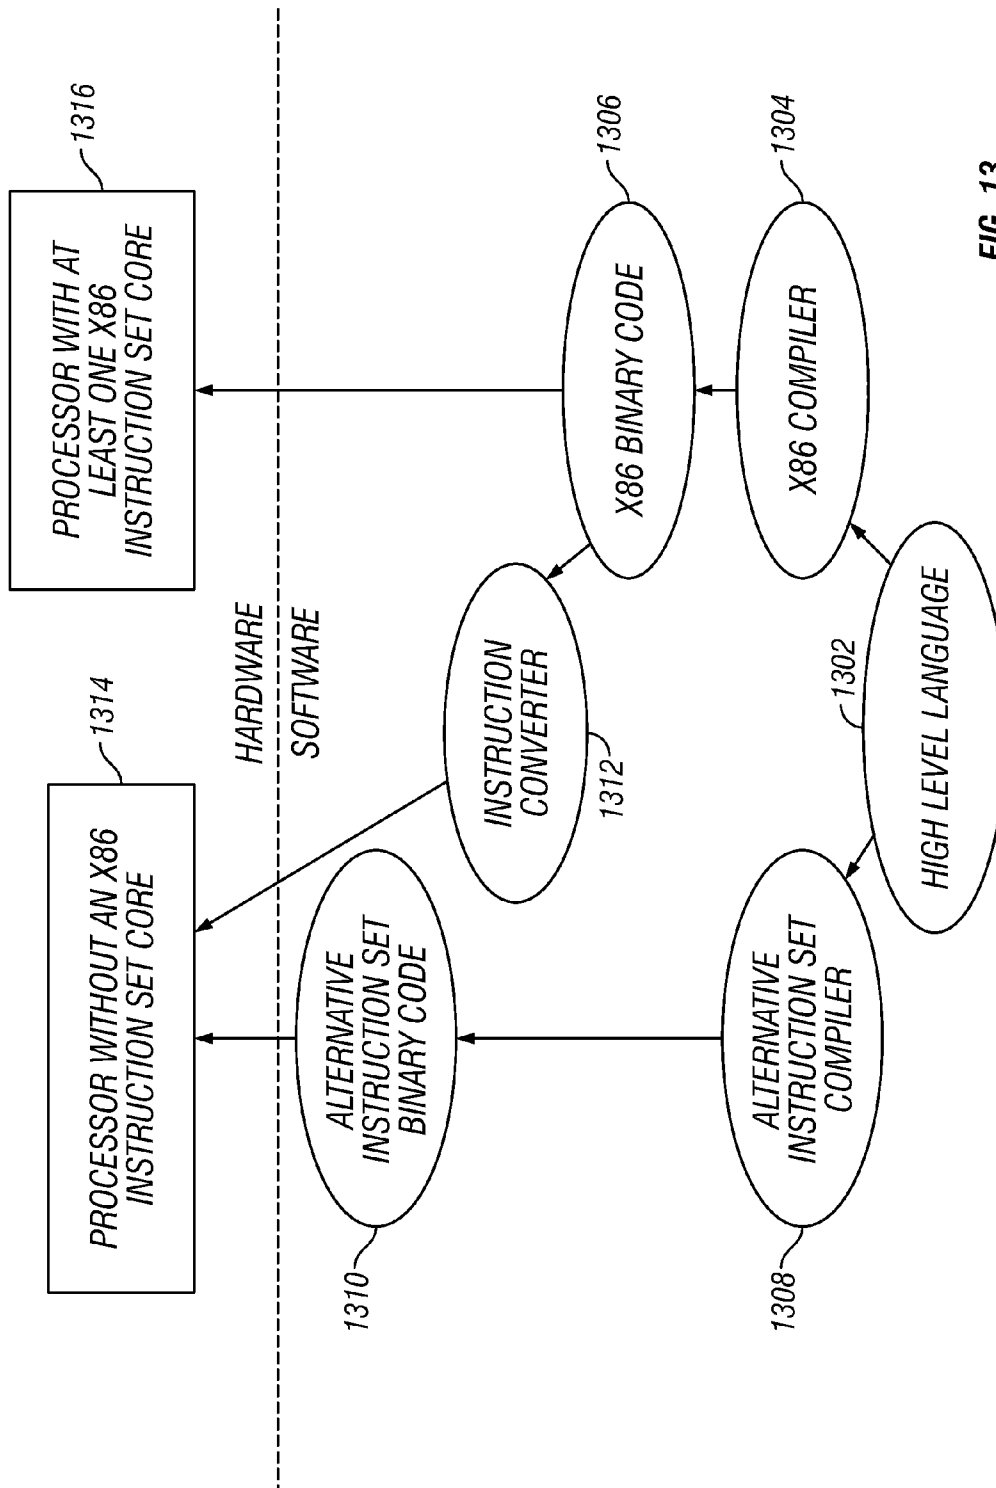 PROCESSOR WITHOUT AN X86
INSTRUCTION SET CORE
1314
PROCESSOR WITH AT
LEAST ONE X86
INSTRUCTION SET CORE
1316
HARDWARE
SOFTWARE
ALTERNATIVE
INSTRUCTION SET
BINARY CODE
1310
INSTRUCTION
CONVERTER
1312
X86 BINARY CODE
1306
ALTERNATIVE
INSTRUCTION SET
COMPILER
1308
X86 COMPILER
1304
1302
HIGH LEVEL LANGUAGE
FIG. 13